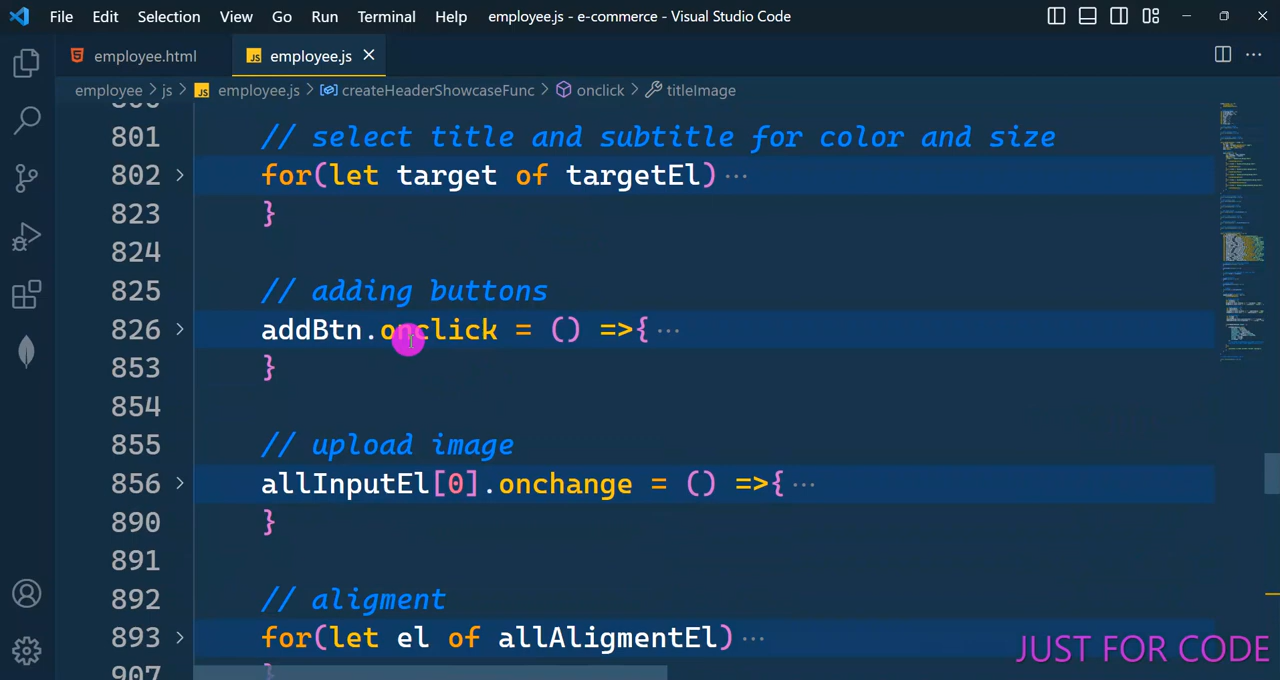 File Edit Selection View Go Run Terminal Help employee.js - e-commerce - Visual Studio Code
employee.html JS employee.js
employee > js > JS employee.js > createHeaderShowcaseFunc > onclick > titleImage
801 // select title and subtitle for color and size
802 for(let target of targetEl)···
823 }
824
825 // adding buttons
826 addBtn.onclick = () =>{···
853 }
854
855 // upload image
856 allInputEl[0].onchange = () =>{···
890 }
891
892 // aligment
893 for(let el of allAligmentEl)···
907 }
JUST FOR CODE